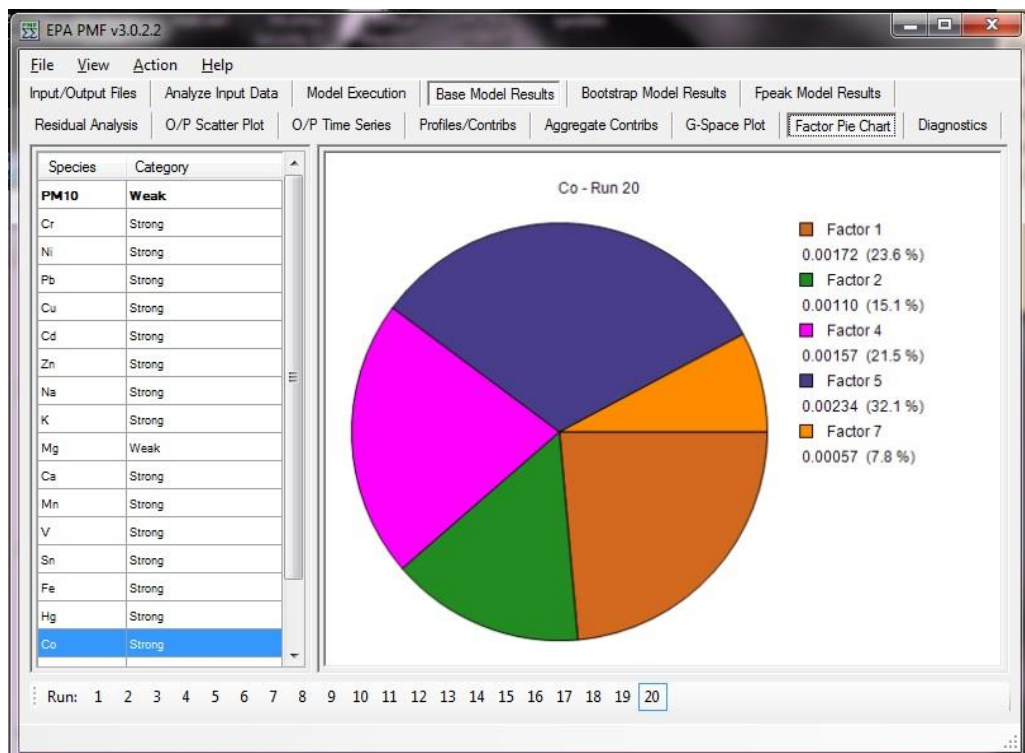 EPA PMF v3.0.2.2
File View Action Help
Input/Output Files Analyze Input Data Model Execution Base Model Results Bootstrap Model Results Fpeak Model Results
Residual Analysis O/P Scatter Plot O/P Time Series Profiles/Contribs Aggregate Contribs G-Space Plot Factor Pie Chart Diagnostics
Species Category
PM10 Weak
Cr Strong
Ni Strong
Pb Strong
Cu Strong
Cd Strong
Zn Strong
Na Strong
K Strong
Mg Weak
Ca Strong
Mn Strong
V Strong
Sn Strong
Fe Strong
Hg Strong
Co Strong
Co - Run 20
Factor 1
0.00172 (23.6 %)
Factor 2
0.00110 (15.1 %)
Factor 4
0.00157 (21.5 %)
Factor 5
0.00234 (32.1 %)
Factor 7
0.00057 (7.8 %)
Run: 1 2 3 4 5 6 7 8 9 10 11 12 13 14 15 16 17 18 19 20